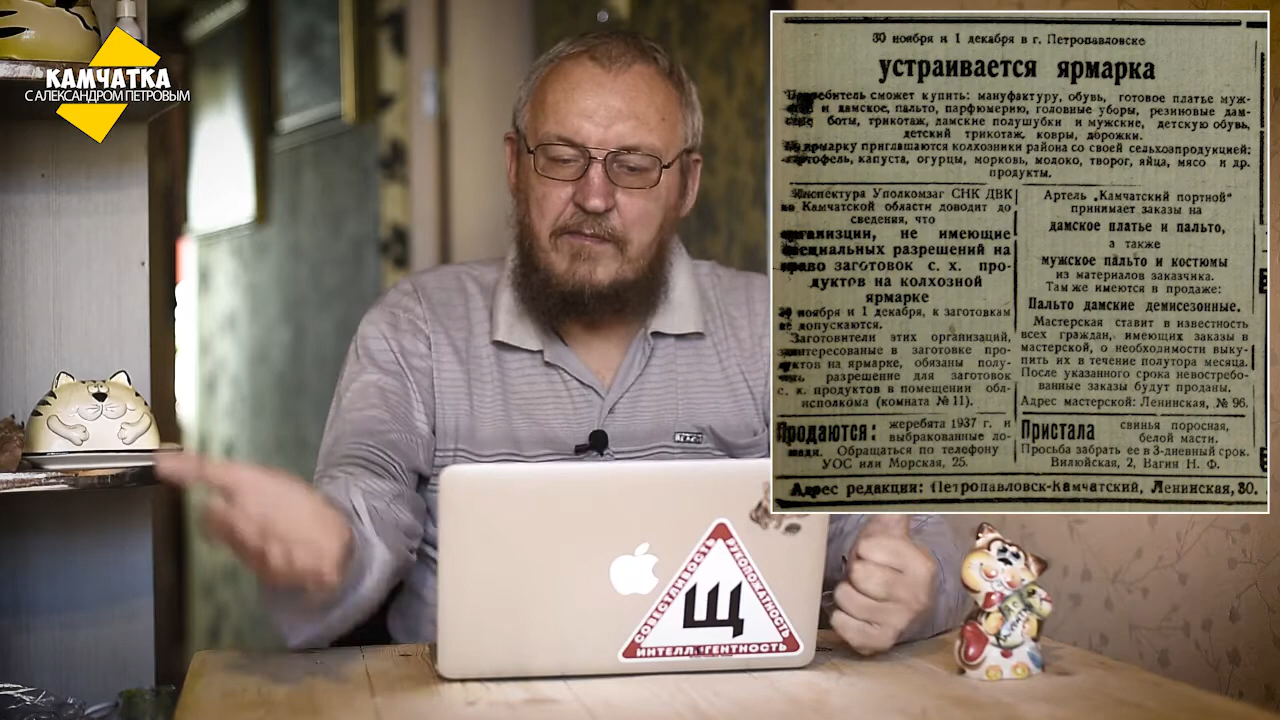 КАМЧАТКА
С АЛЕКСАНДРОМ ПЕТРОВЫМ
30 ноября и 1 декабря в г. Петропавловске
устраивается ярмарка
сможет купить: мануфактуру, обувь, готовое платье муж-
и дамское, пальто, парфюмерию, головные уборы, резиновые дам-
боты, трикотаж, дамские полушубки и мужские, детскую обувь,
детский трикотаж, ковры, дорожки.
ярмарку приглашаются колхозники района со своей сельхозпродукцией:
картофель, капуста, огурцы, морковь, молоко, творог, яйца, мясо и др.
продукты.
Инспектура Уполкомзаг СНК ДВК
по Камчатской области доводит до
сведения, что
организации, не имеющие
специальных разрешений на
право заготовок с. х. про-
дуктов на колхозной
ярмарке
30 ноября и 1 декабря, к заготовкам
не допускаются.
Заготовители этих организаций,
заинтересованые в заготовке про-
дуктов на ярмарке, обязаны полу-
разрешение для заготовок
с. х. продуктов в помещении обл-
исполкома (комната № 11).
Артель „Камчатский портной"
принимает заказы на
дамское платье и пальто,
а также
мужское пальто и костюмы
из материалов заказчика.
Там же имеются в продаже:
Пальто дамские демисезонные.
Мастерская ставит в известность
всех граждан, имеющих заказы в
мастерской, о необходимости выку-
пить их в течение полутора месяца.
После указанного срока невостребо-
ванные заказы будут проданы.
Адрес мастерской: Ленинская, № 96.
Продаются: жеребята 1937 г. и
выбракованные ло-
шади. Обращаться по телефону
УОС или Морская, 25.
Пристала свинья поросная,
белой масти.
Просьба забрать ее в 3-дневный срок.
Вилюйская, 2, Вагин Н. Ф.
Адрес редакции: Петропавловск-Камчатский, Ленинская, 30.
СОВЕСТЛИВОСТЬ
РУКОПОЖАТНОСТЬ
Щ
ИНТЕЛЛИГЕНТНОСТЬ